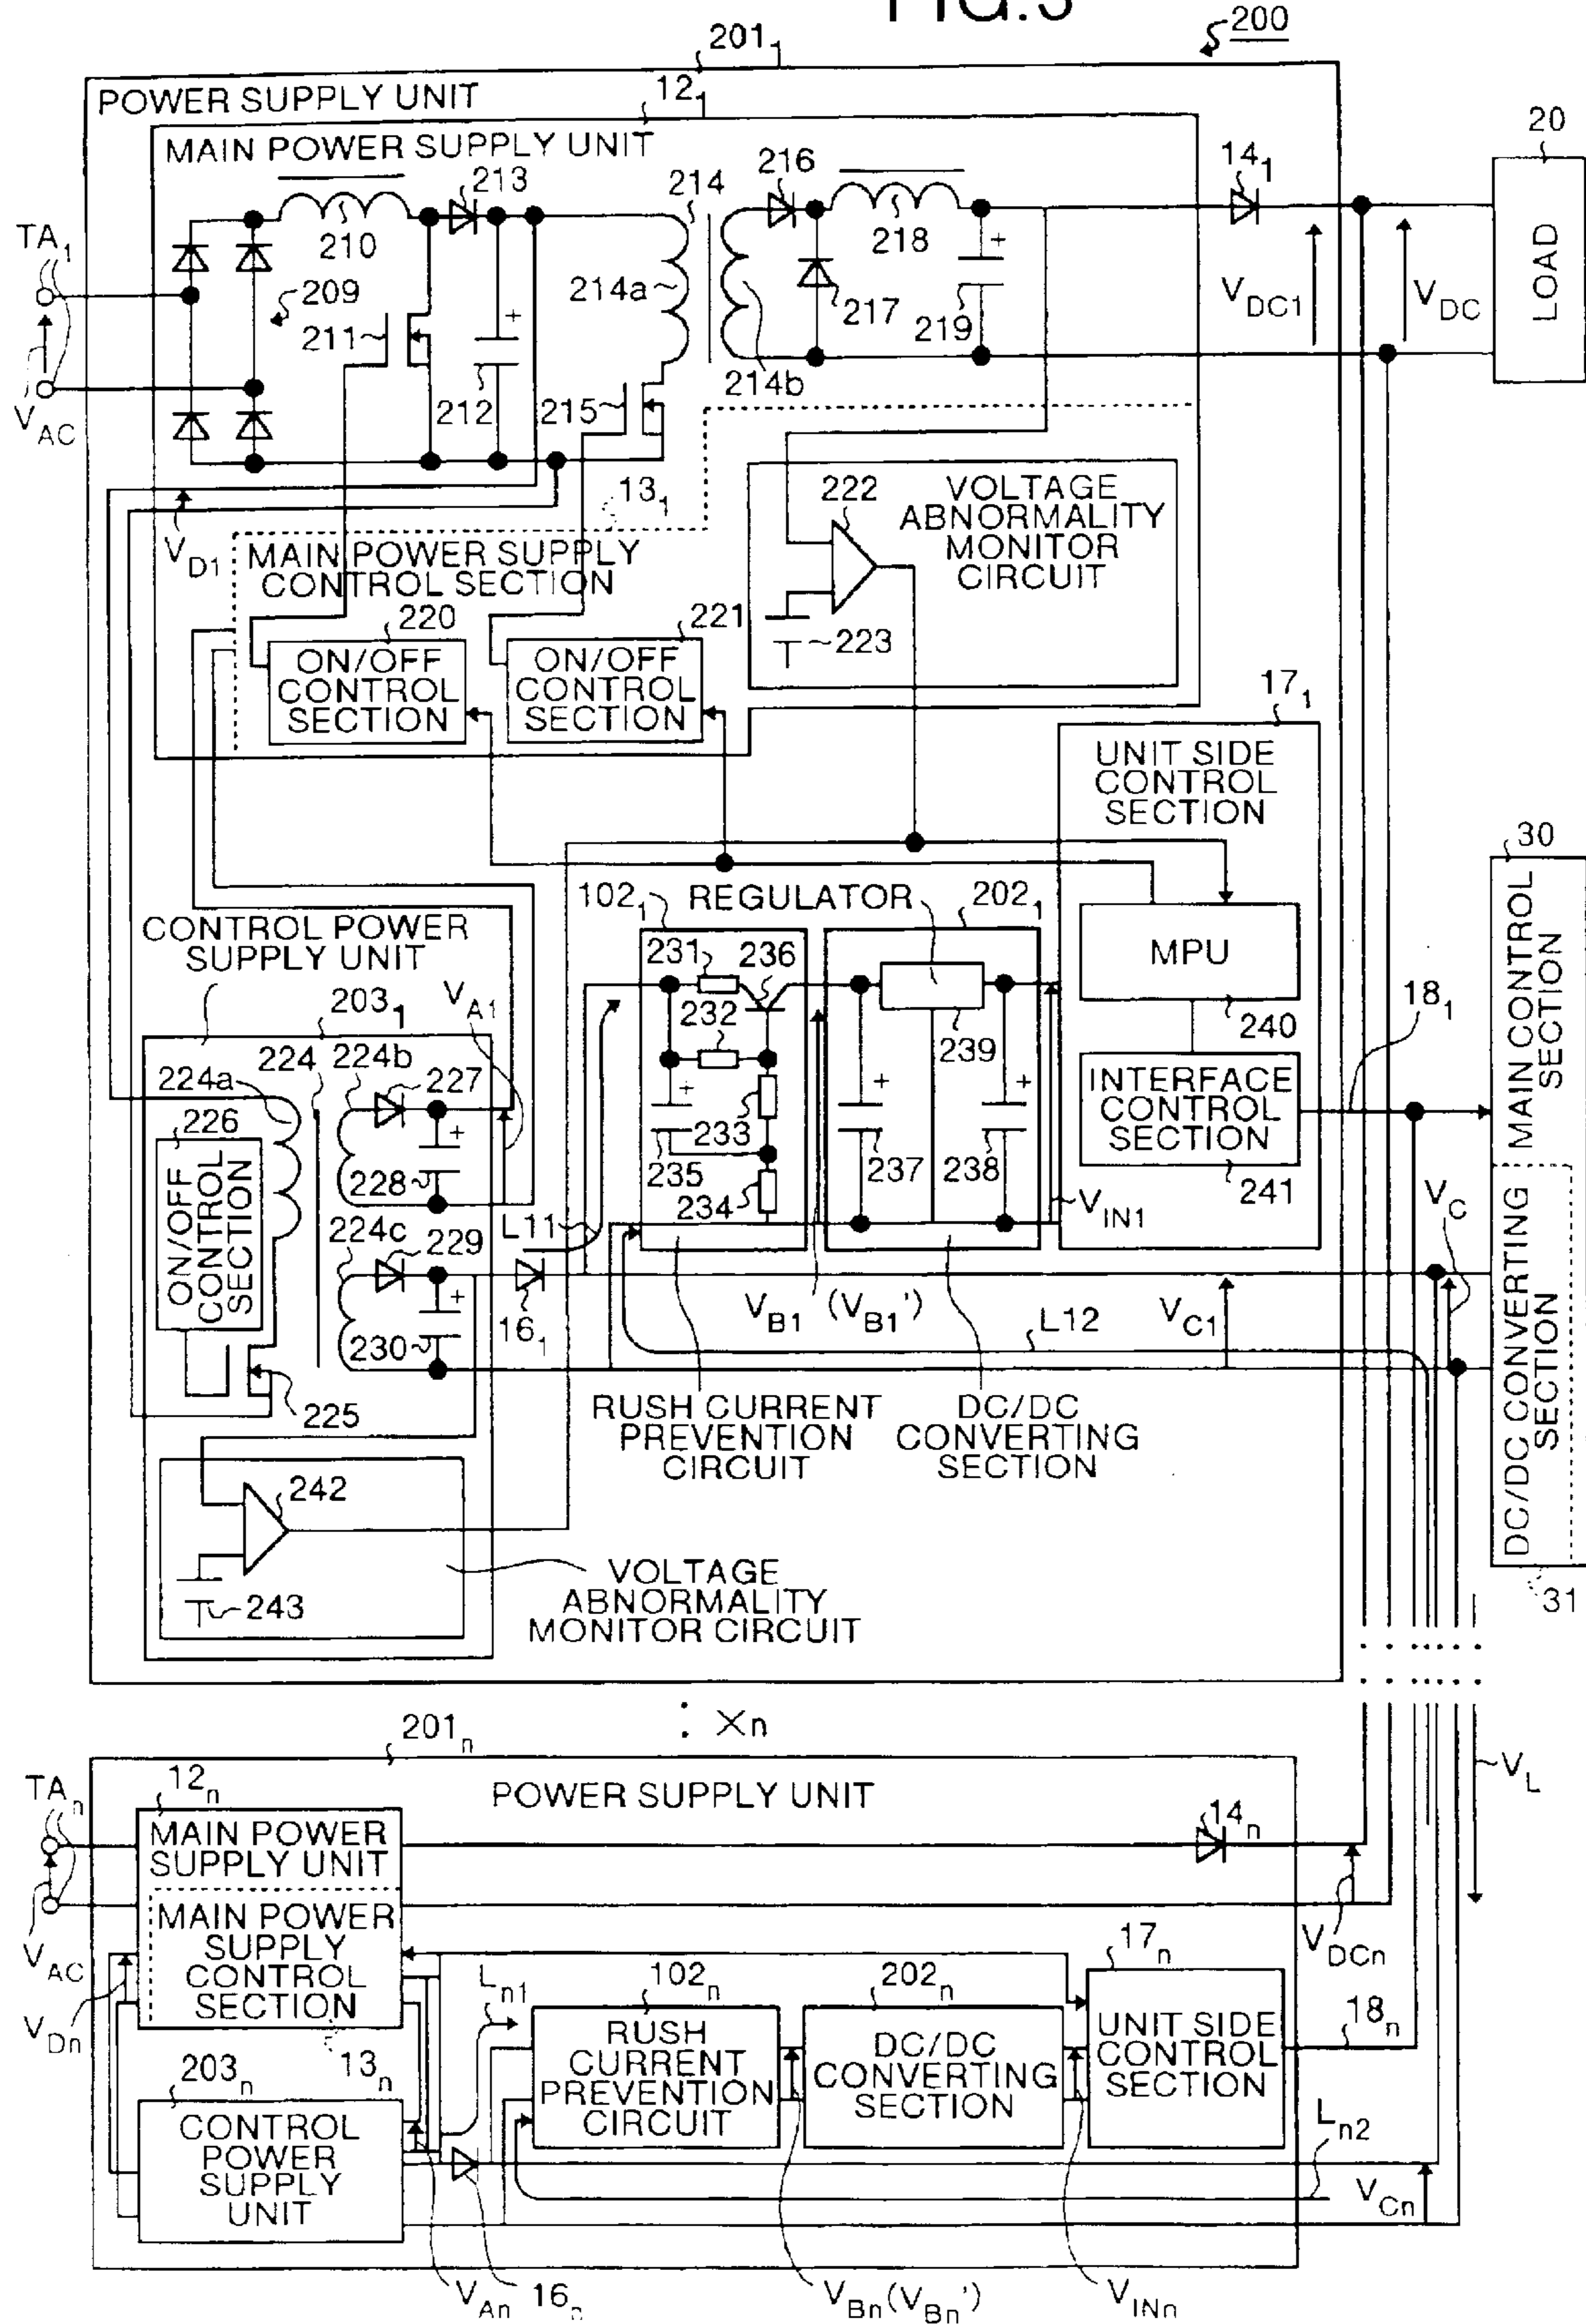 FIG.5
200
201₁
POWER SUPPLY UNIT
12₁
MAIN POWER SUPPLY UNIT
213
214
216
14₁
20
TA₁
210
214a
218
LOAD
209
217
V_DC1
V_DC
211
219
V_AC
212
215
214b
13₁
222
VOLTAGE
ABNORMALITY
MONITOR
CIRCUIT
V_D1
MAIN POWER SUPPLY
CONTROL SECTION
220
221
223
ON/OFF
CONTROL
SECTION
ON/OFF
CONTROL
SECTION
17₁
UNIT SIDE
CONTROL
SECTION
30
102₁
REGULATOR
202₁
CONTROL POWER
SUPPLY UNIT
231
236
MPU
MAIN CONTROL
SECTION
V_A1
232
239
240
18₁
203₁
224
224b
227
224a
INTERFACE
CONTROL
SECTION
226
233
ON/OFF
CONTROL
SECTION
228
235
237
238
241
234
L11
V_IN1
V_C
224c
229
DC/DC CONVERTING
SECTION
230
16₁
V_B1 (V_B1')
V_C1
L12
225
RUSH CURRENT
PREVENTION
CIRCUIT
DC/DC
CONVERTING
SECTION
242
31
243
VOLTAGE
ABNORMALITY
MONITOR CIRCUIT
: Xn
201ₙ
V_L
TAₙ
12ₙ
POWER SUPPLY UNIT
14ₙ
MAIN POWER
SUPPLY UNIT
MAIN POWER
SUPPLY
CONTROL
SECTION
V_AC
V_DCn
17ₙ
L_n1
102ₙ
202ₙ
V_Dn
13ₙ
RUSH
CURRENT
PREVENTION
CIRCUIT
DC/DC
CONVERTING
SECTION
UNIT SIDE
CONTROL
SECTION
18ₙ
203ₙ
CONTROL
POWER
SUPPLY
UNIT
L_n2
V_Cn
V_An
16ₙ
V_Bn(V_Bn')
V_INn